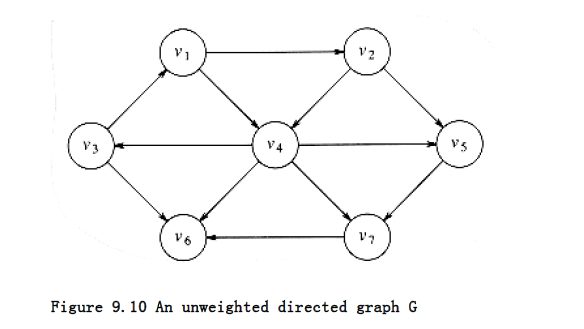 v1
v2
v3
v4
v5
v6
v7
Figure 9.10 An unweighted directed graph G